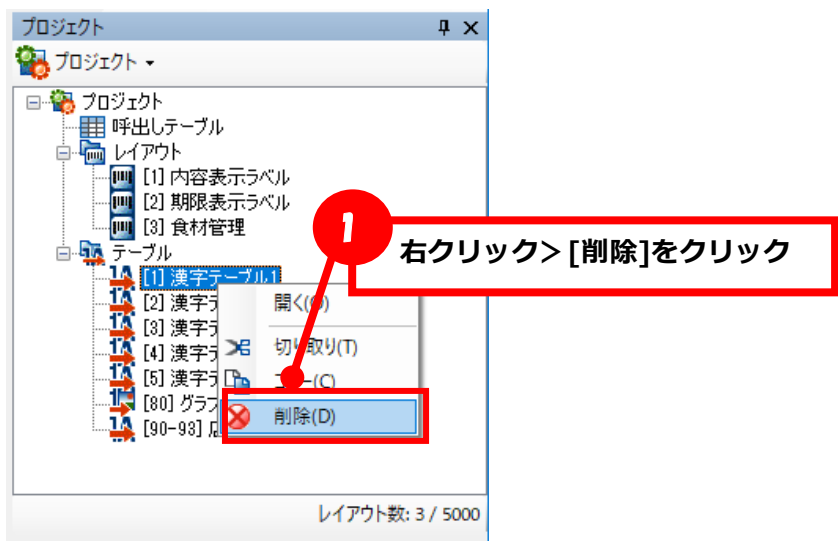 プロジェクト
プロジェクト
プロジェクト
呼出しテーブル
レイアウト
[1] 内容表示ラベル
[2] 期限表示ラベル
[3] 食材管理
テーブル
[1] 漢字テーブル1
[2] 漢字
[3] 漢字
[4] 漢字
[5] 漢字
[80] グラフ
[90-93]
開く(O)
切り取り(T)
コピー(C)
削除(D)
1
右クリック>[削除]をクリック
レイアウト数: 3 / 5000